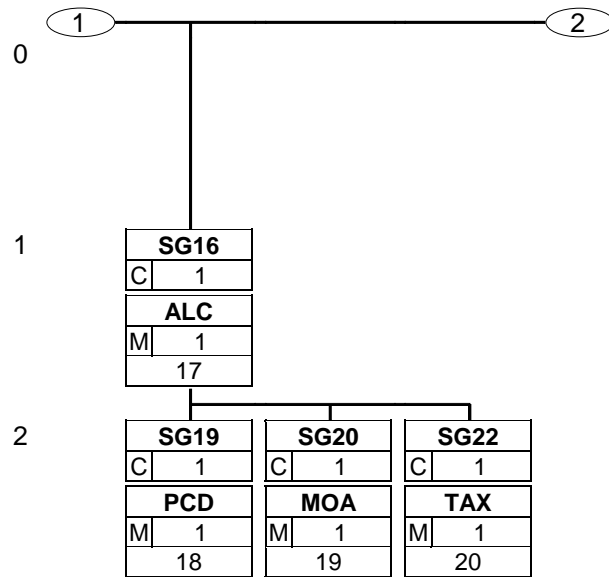 1 2
0
1 SG16
C 1
ALC
M 1
17
2 SG19 SG20 SG22
C 1 C 1 C 1
PCD MOA TAX
M 1 M 1 M 1
18 19 20